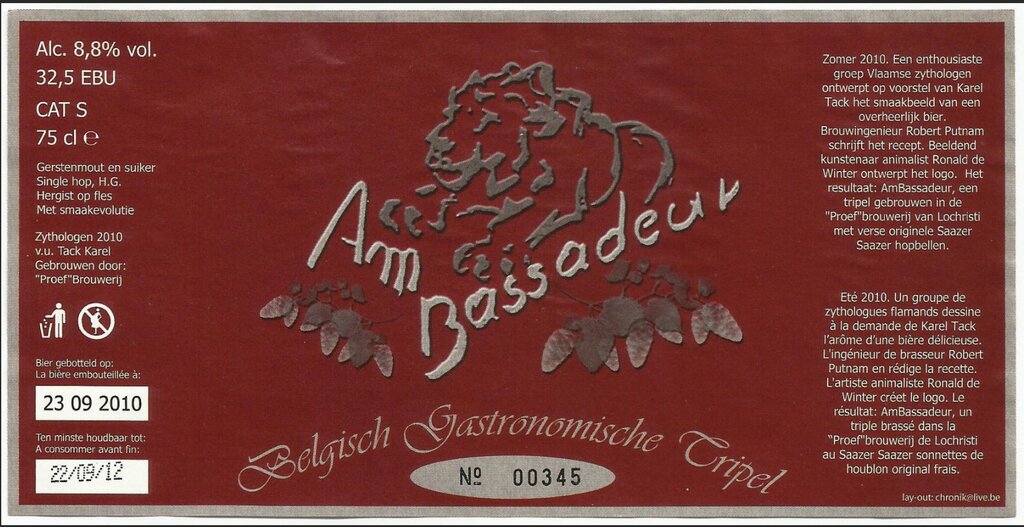 Alc. 8,8% vol.
32,5 EBU
CAT S
75 cl ℮
Gerstenmout en suiker
Single hop, H.G.
Hergist op fles
Met smaakevolutie
Zythologen 2010
v.u. Tack Karel
Gebrouwen door:
"Proef"Brouwerij
Bier gebotteld op:
La bière embouteillée à:
23 09 2010
Ten minste houdbaar tot:
A consommer avant fin:
22/09/12
Am
Bassadeur
Belgisch Gastronomische Tripel
Nº 00345
Zomer 2010. Een enthousiaste
groep Vlaamse zythologen
ontwerpt op voorstel van Karel
Tack het smaakbeeld van een
overheerlijk bier.
Brouwingenieur Robert Putnam
schrijft het recept. Beeldend
kunstenaar animalist Ronald de
Winter ontwerpt het logo. Het
resultaat: AmBassadeur, een
tripel gebrouwen in de
"Proef"brouwerij van Lochristi
met verse originele Saazer
Saazer hopbellen.
Eté 2010. Un groupe de
zythologues flamands dessine
à la demande de Karel Tack
l'arôme d'une bière délicieuse.
L'ingénieur de brasseur Robert
Putnam en rédige la recette.
L'artiste animaliste Ronald de
Winter créet le logo. Le
résultat: AmBassadeur, un
triple brassé dans la
"Proef"brouwerij de Lochristi
au Saazer Saazer sonnettes de
houblon original frais.
lay-out: chronik@live.be